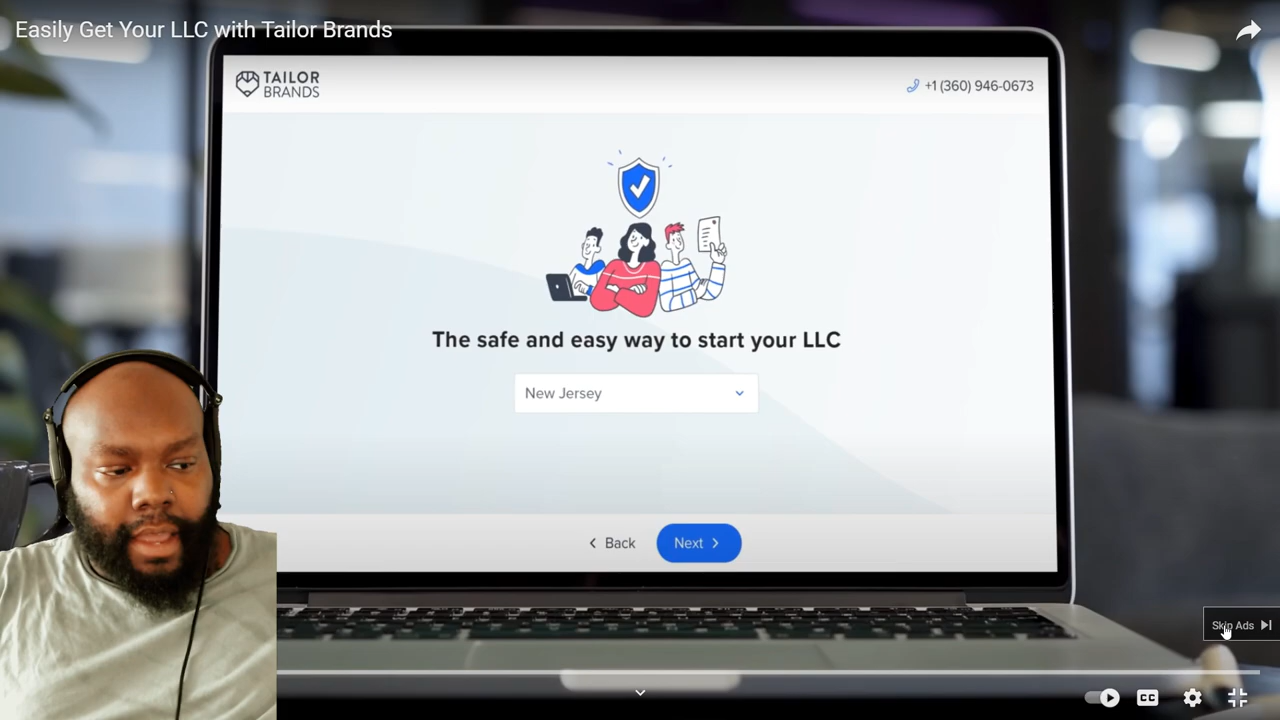 Easily Get Your LLC with Tailor Brands
TAILOR
BRANDS
+1 (360) 946-0673
The safe and easy way to start your LLC
New Jersey
Back
Next
Skip Ads
CC